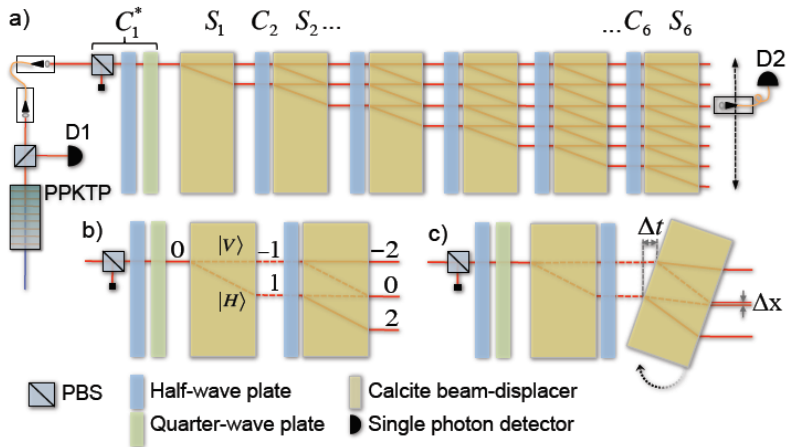 a)
C₁* S₁ C₂ S₂... ...C₆ S₆
D2
D1
PPKTP
b)
0 |V⟩ -1 -2
|H⟩ 1 0
2
c)
Δt
Δx
PBS Half-wave plate Calcite beam-displacer
Quarter-wave plate Single photon detector